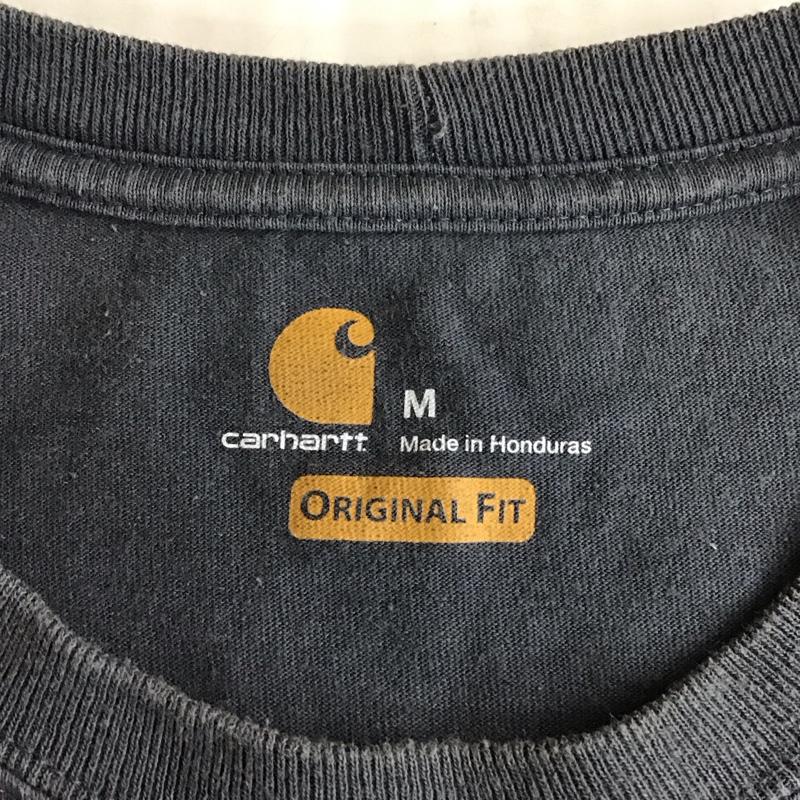 M
carhartt
Made in Honduras
ORIGINAL FIT